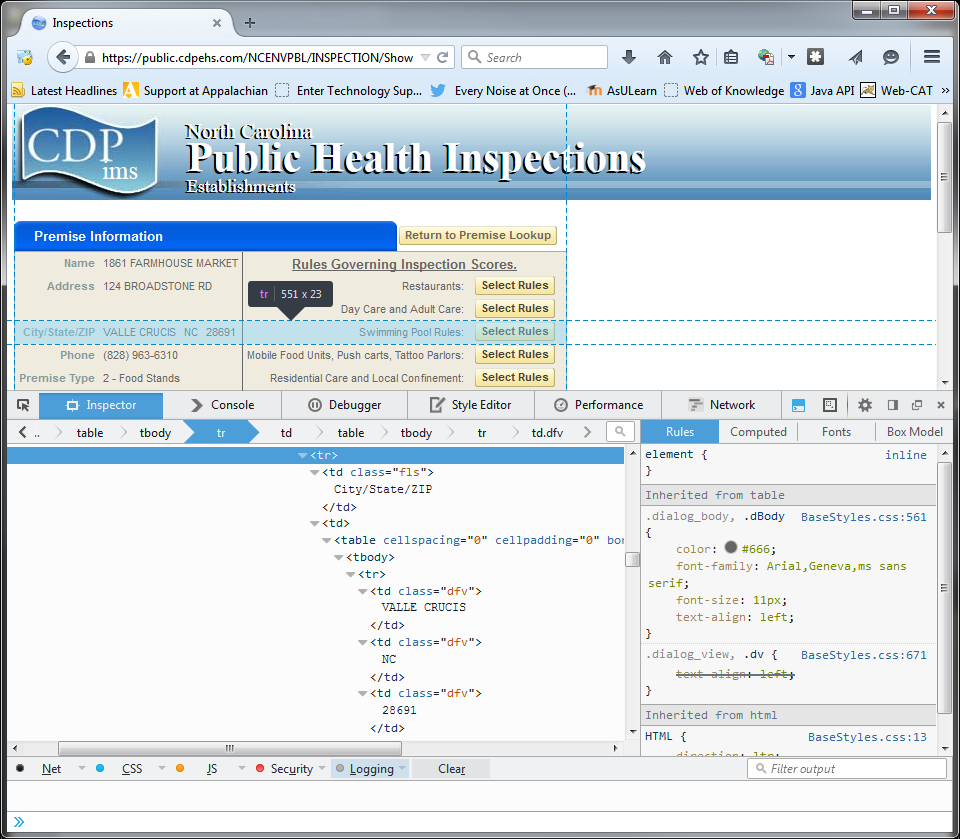 Inspections
https://public.cdpehs.com/NCENVPBL/INSPECTION/Show
Search
Latest Headlines
Support at Appalachian
Enter Technology Sup...
Every Noise at Once (...
AsULearn
Web of Knowledge
Java API
Web-CAT
CDP
ims
North Carolina
Public Health Inspections
Establishments
Premise Information
Return to Premise Lookup
Name 1861 FARMHOUSE MARKET
Rules Governing Inspection Scores.
Address 124 BROADSTONE RD
Restaurants: Select Rules
tr 551 x 23
Day Care and Adult Care: Select Rules
City/State/ZIP VALLE CRUCIS NC 28691
Swimming Pool Rules: Select Rules
Phone (828) 963-6310
Mobile Food Units, Push carts, Tattoo Parlors: Select Rules
Premise Type 2 - Food Stands
Residential Care and Local Confinement: Select Rules
Inspector Console Debugger Style Editor Performance Network
.. table tbody tr td table tbody tr td.dfv
Rules Computed Fonts Box Model
<tr>
<td class="fls">
City/State/ZIP
</td>
<td>
<table cellspacing="0" cellpadding="0" bor
<tbody>
<tr>
<td class="dfv">
VALLE CRUCIS
</td>
<td class="dfv">
NC
</td>
<td class="dfv">
28691
</td>
element { inline
}
Inherited from table
.dialog_body, .dBody BaseStyles.css:561
{
color: #666;
font-family: Arial,Geneva,ms sans
serif;
font-size: 11px;
text-align: left;
}
.dialog_view, .dv { BaseStyles.css:671
text-align: left;
}
Inherited from html
HTML { BaseStyles.css:13
direction: ltr;
Net CSS JS Security Logging Clear
Filter output